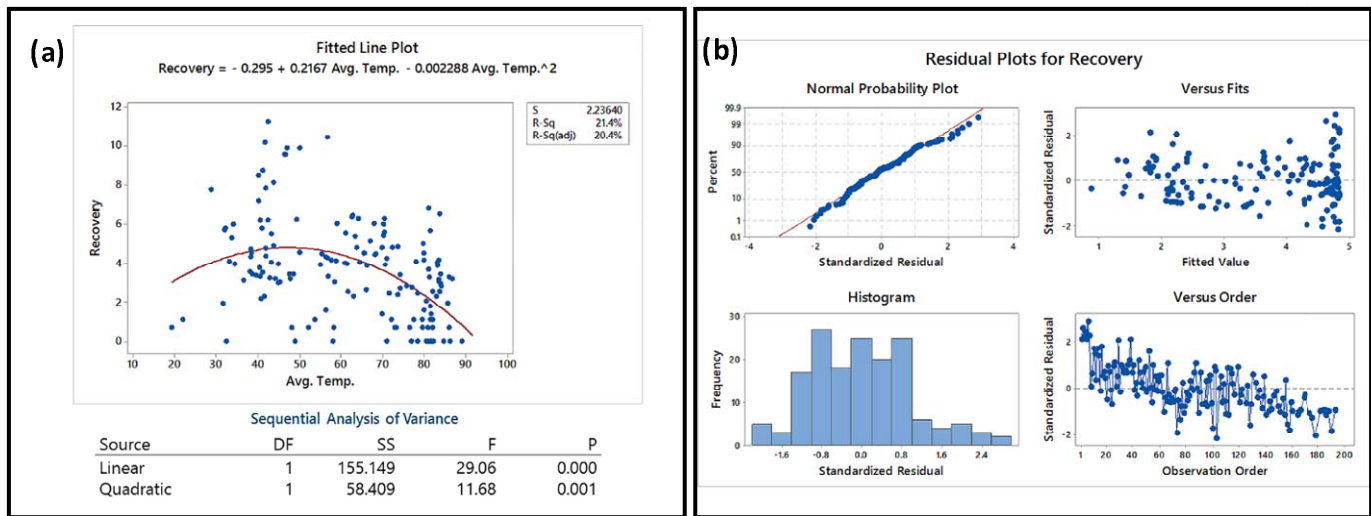 (a)
Fitted Line Plot
Recovery = - 0.295 + 0.2167 Avg. Temp. - 0.002288 Avg. Temp.^2
S 2.23640
R-Sq 21.4%
R-Sq(adj) 20.4%
Recovery
12
10
8
6
4
2
0
10 20 30 40 50 60 70 80 90 100
Avg. Temp.
Sequential Analysis of Variance
Source DF SS F P
Linear 1 155.149 29.06 0.000
Quadratic 1 58.409 11.68 0.001
(b)
Residual Plots for Recovery
Normal Probability Plot
Percent
99.9
99
90
50
10
1
0.1
-4 -2 0 2 4
Standardized Residual
Versus Fits
Standardized Residual
2
0
-2
1 2 3 4 5
Fitted Value
Histogram
Frequency
30
20
10
0
-1.6 -0.8 0.0 0.8 1.6 2.4
Standardized Residual
Versus Order
Standardized Residual
2
0
-2
1 20 40 60 80 100 120 140 160 180 200
Observation Order